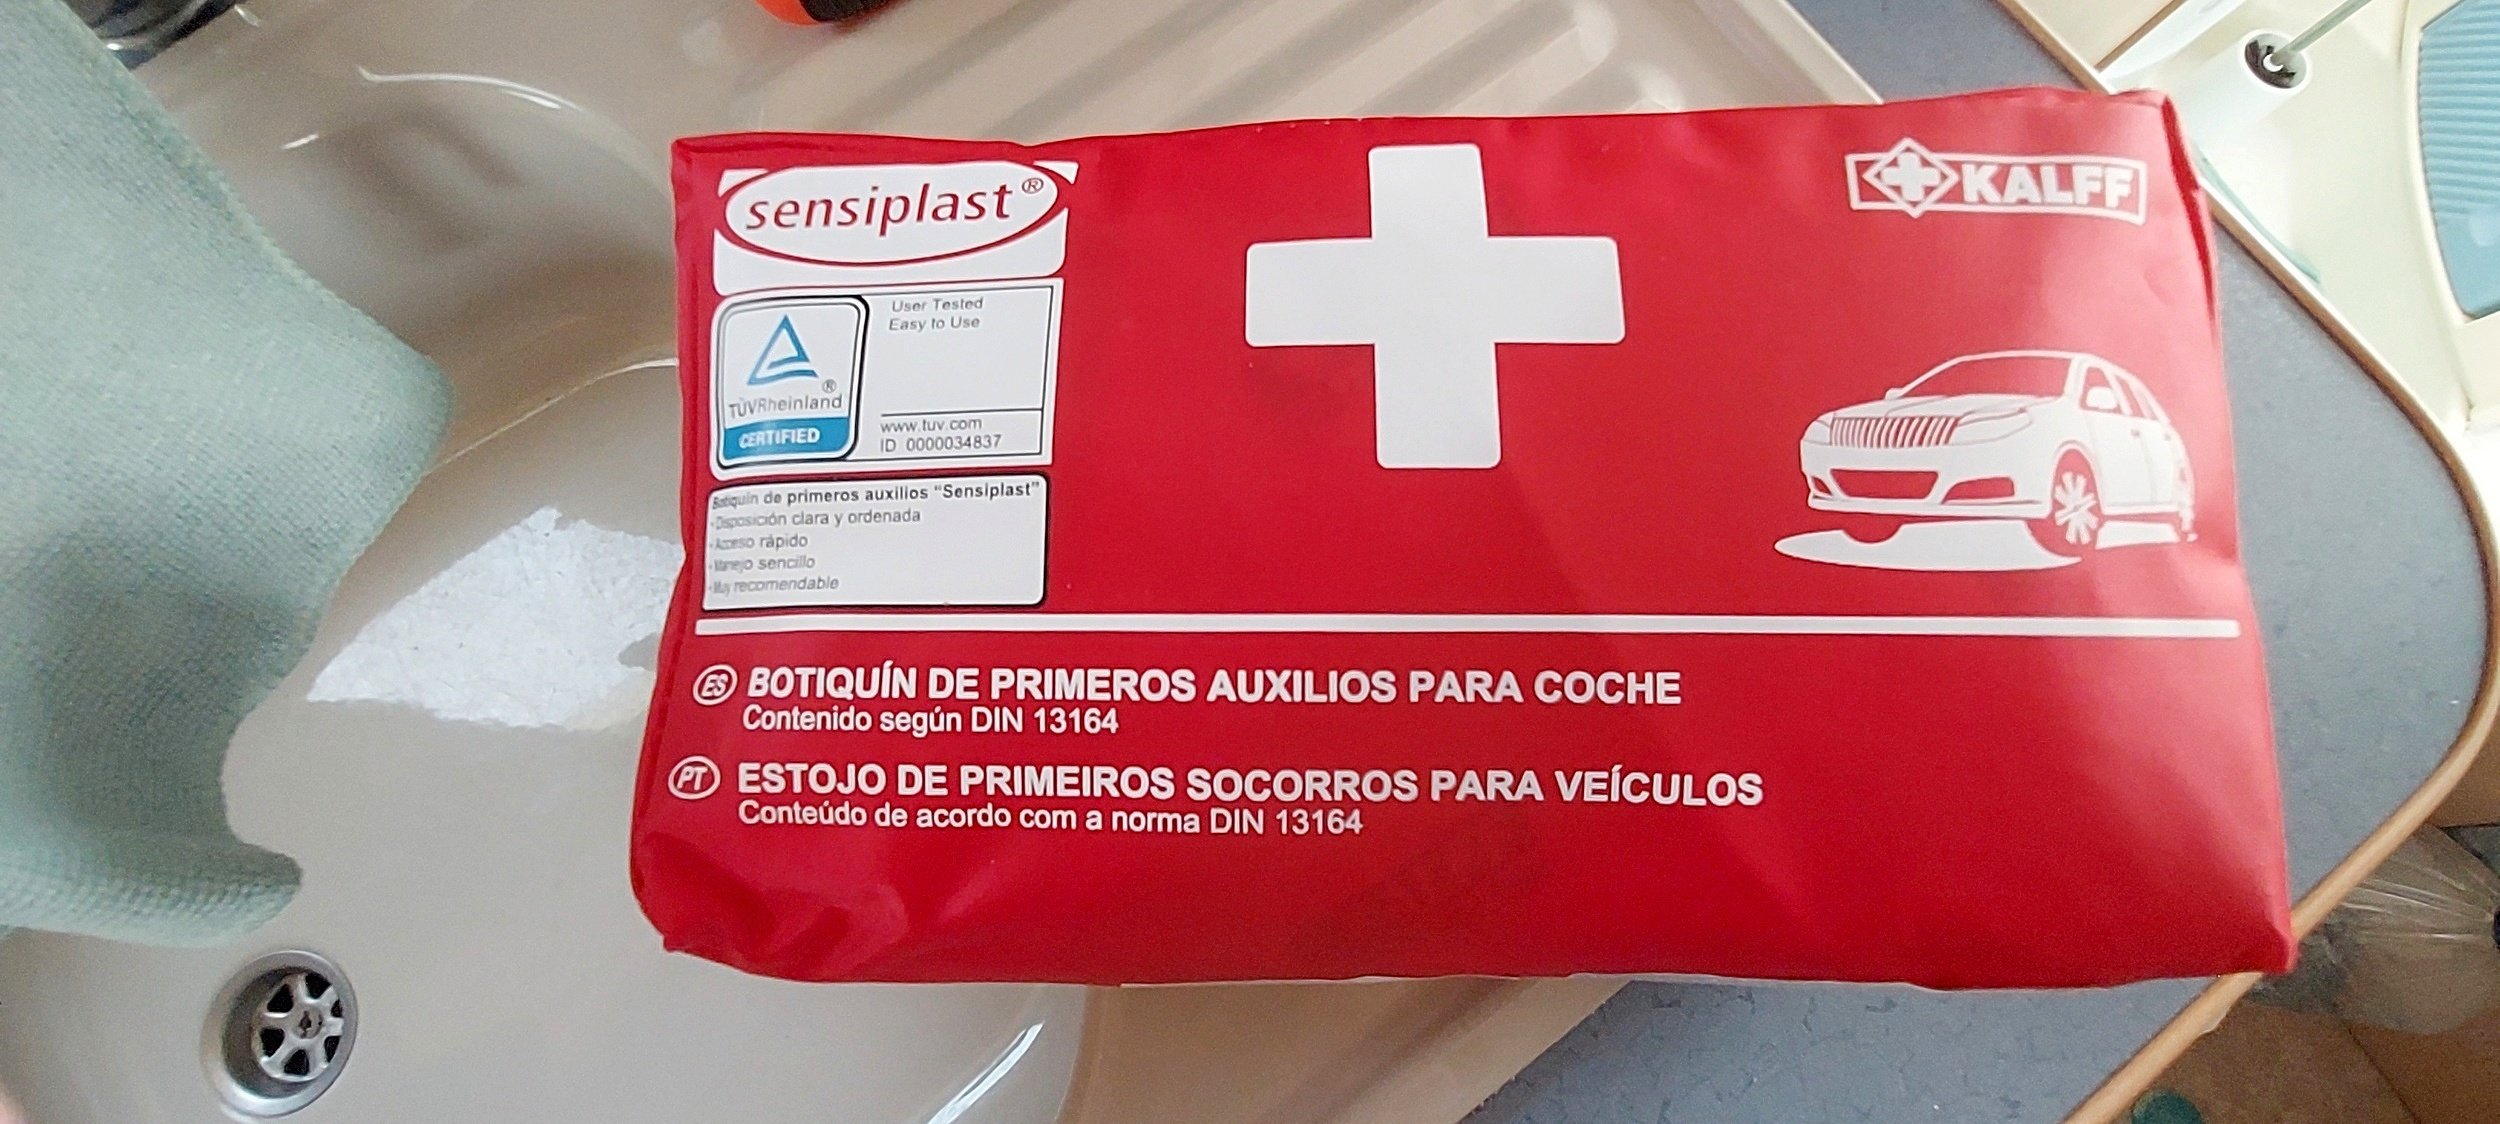 sensiplast®
KALFF
User Tested
Easy to Use
TÜVRheinland
®
CERTIFIED
www.tuv.com
ID 0000034837
Botiquín de primeros auxilios "Sensiplast"
- Disposición clara y ordenada
- Acceso rápido
- Manejo sencillo
- Muy recomendable
ES BOTIQUÍN DE PRIMEROS AUXILIOS PARA COCHE
Contenido según DIN 13164
PT ESTOJO DE PRIMEIROS SOCORROS PARA VEÍCULOS
Conteúdo de acordo com a norma DIN 13164